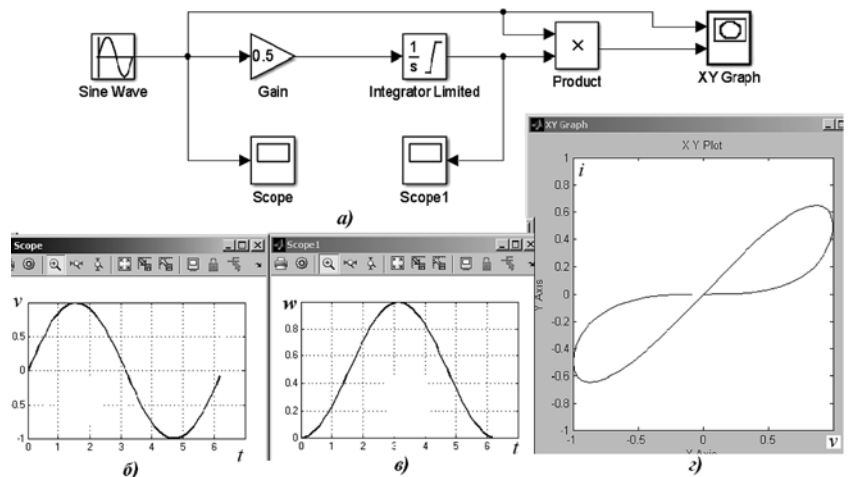 Sine Wave
0.5
Gain
1
s
Integrator Limited
×
Product
XY Graph
Scope
Scope1
а)
Scope
v
1
0.5
0
0.5
-1
0 1 2 3 4 5 6
t
б)
Scope1
w
0.8
0.6
0.4
0.2
0
0 1 2 3 4 5 6
t
в)
XY Graph
X Y Plot
i
1
0.8
0.6
0.4
0.2
0
-0.2
-0.4
-0.6
-0.8
-1
Y Axis
-1 -0.5 0 0.5
v
Y Axis
г)